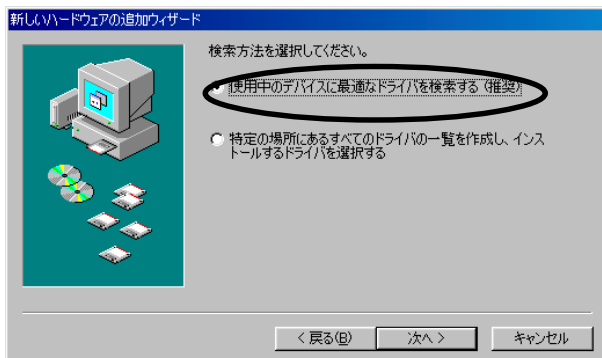 新しいハードウェアの追加ウィザード
検索方法を選択してください。
使用中のデバイスに最適なドライバを検索する (推奨)
特定の場所にあるすべてのドライバの一覧を作成し、インス
トールするドライバを選択する
< 戻る(B)
次へ >
キャンセル